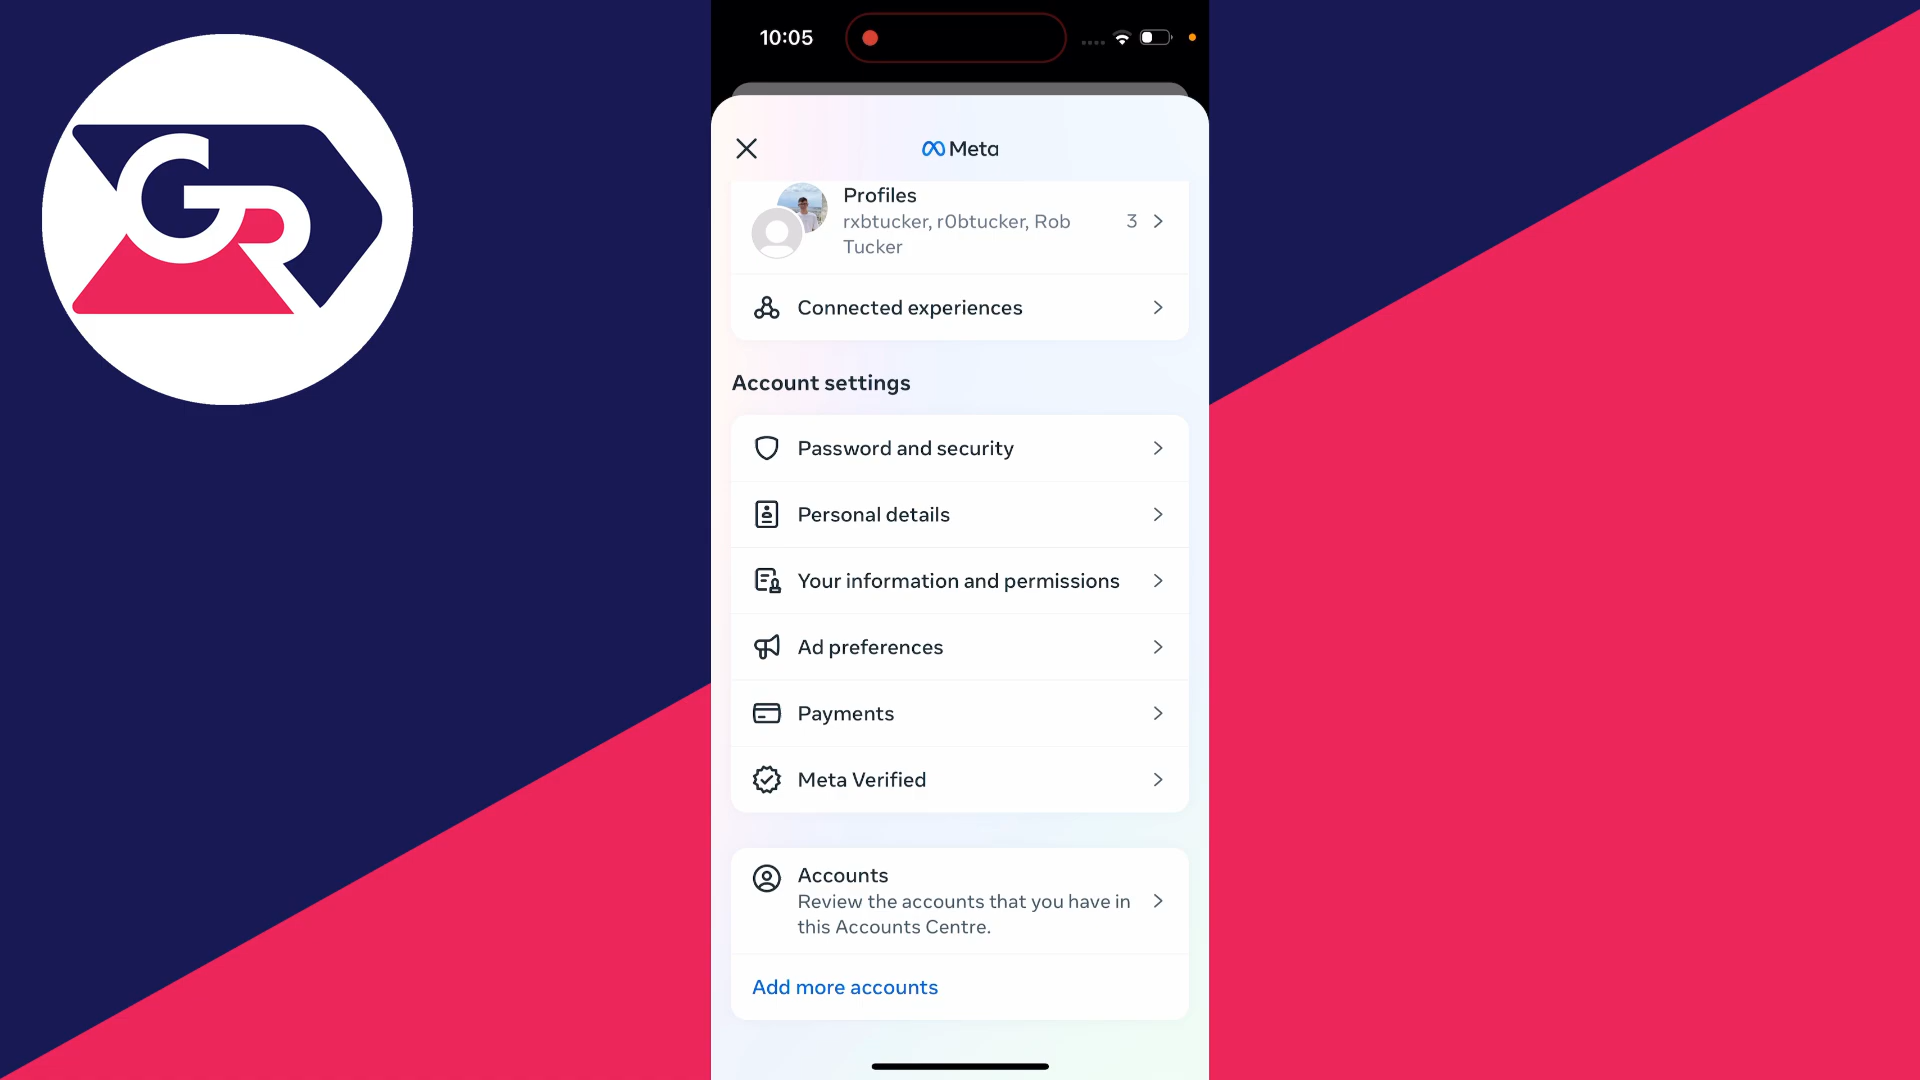 GR
10:05
Meta
Profiles
rxbtucker, r0btucker, Rob
Tucker
3
Connected experiences
Account settings
Password and security
Personal details
Your information and permissions
Ad preferences
Payments
Meta Verified
Accounts
Review the accounts that you have in
this Accounts Centre.
Add more accounts